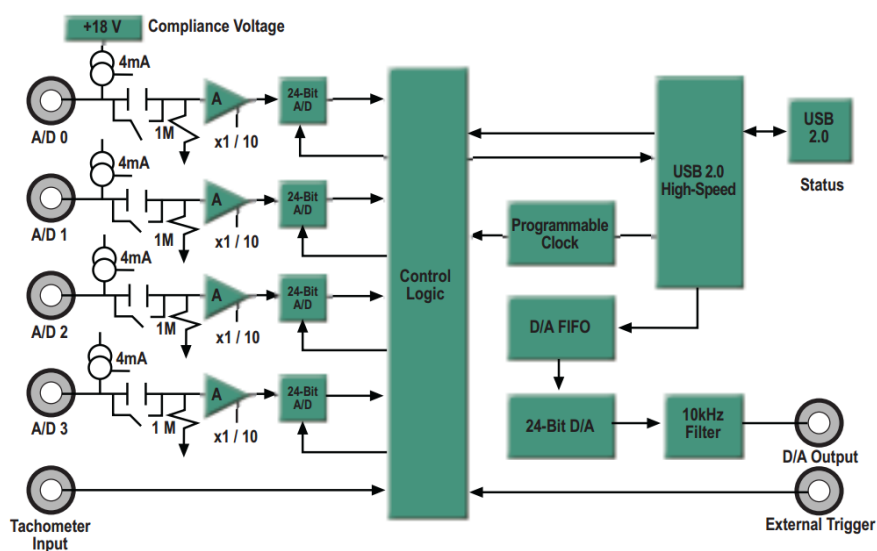 +18 V
Compliance Voltage
4mA
A/D 0
1M
A
x1 / 10
24-Bit
A/D
4mA
A/D 1
1M
A
x1 / 10
24-Bit
A/D
4mA
A/D 2
1M
A
x1 / 10
24-Bit
A/D
4mA
A/D 3
1 M
A
x1 / 10
24-Bit
A/D
Tachometer
Input
Control
Logic
USB 2.0
High-Speed
USB
2.0
Status
Programmable
Clock
D/A FIFO
24-Bit D/A
10kHz
Filter
D/A Output
External Trigger